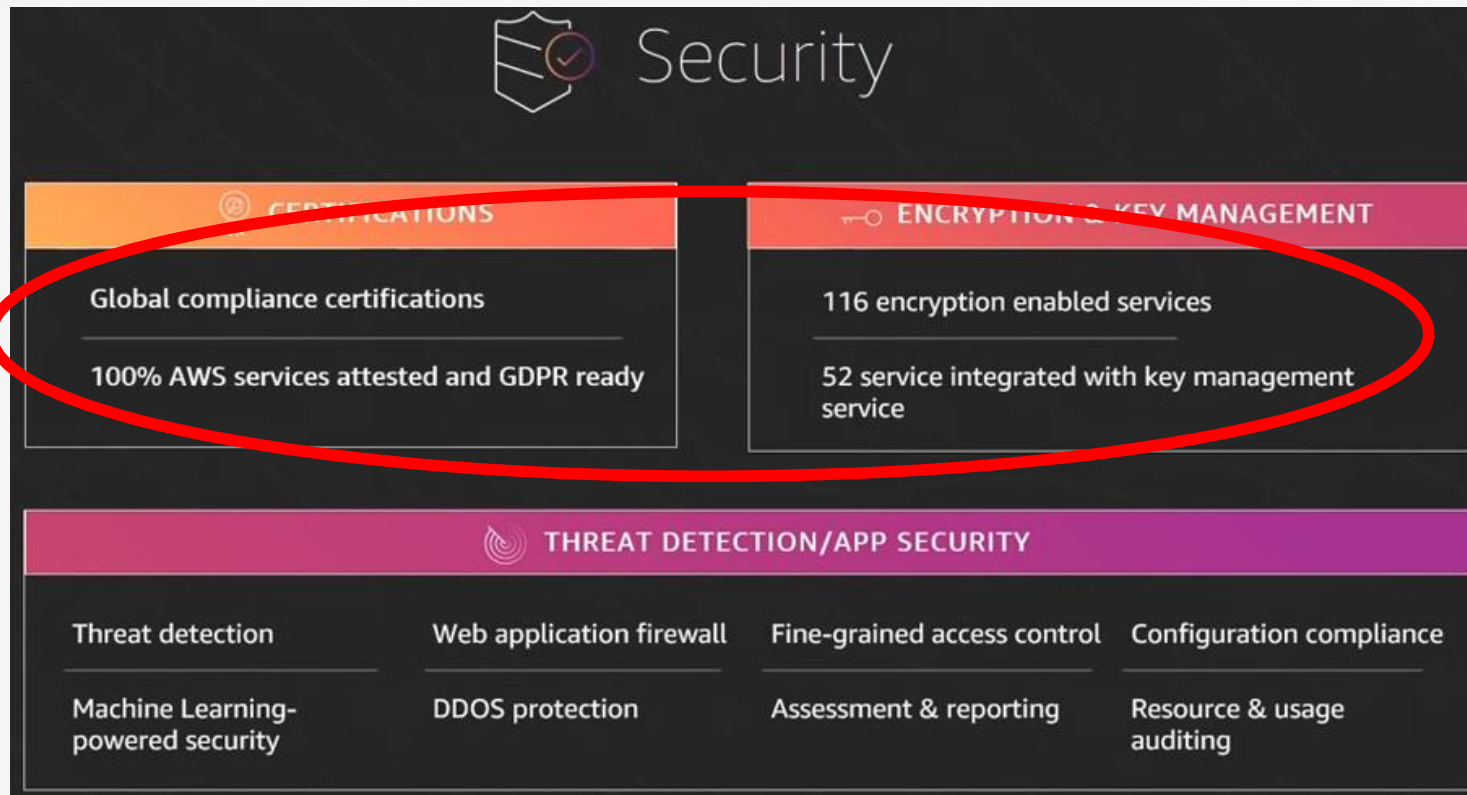 Security
CERTIFICATIONS
Global compliance certifications
100% AWS services attested and GDPR ready
ENCRYPTION & KEY MANAGEMENT
116 encryption enabled services
52 service integrated with key management
service
THREAT DETECTION/APP SECURITY
Threat detection
Machine Learning-
powered security
Web application firewall
DDOS protection
Fine-grained access control
Assessment & reporting
Configuration compliance
Resource & usage
auditing